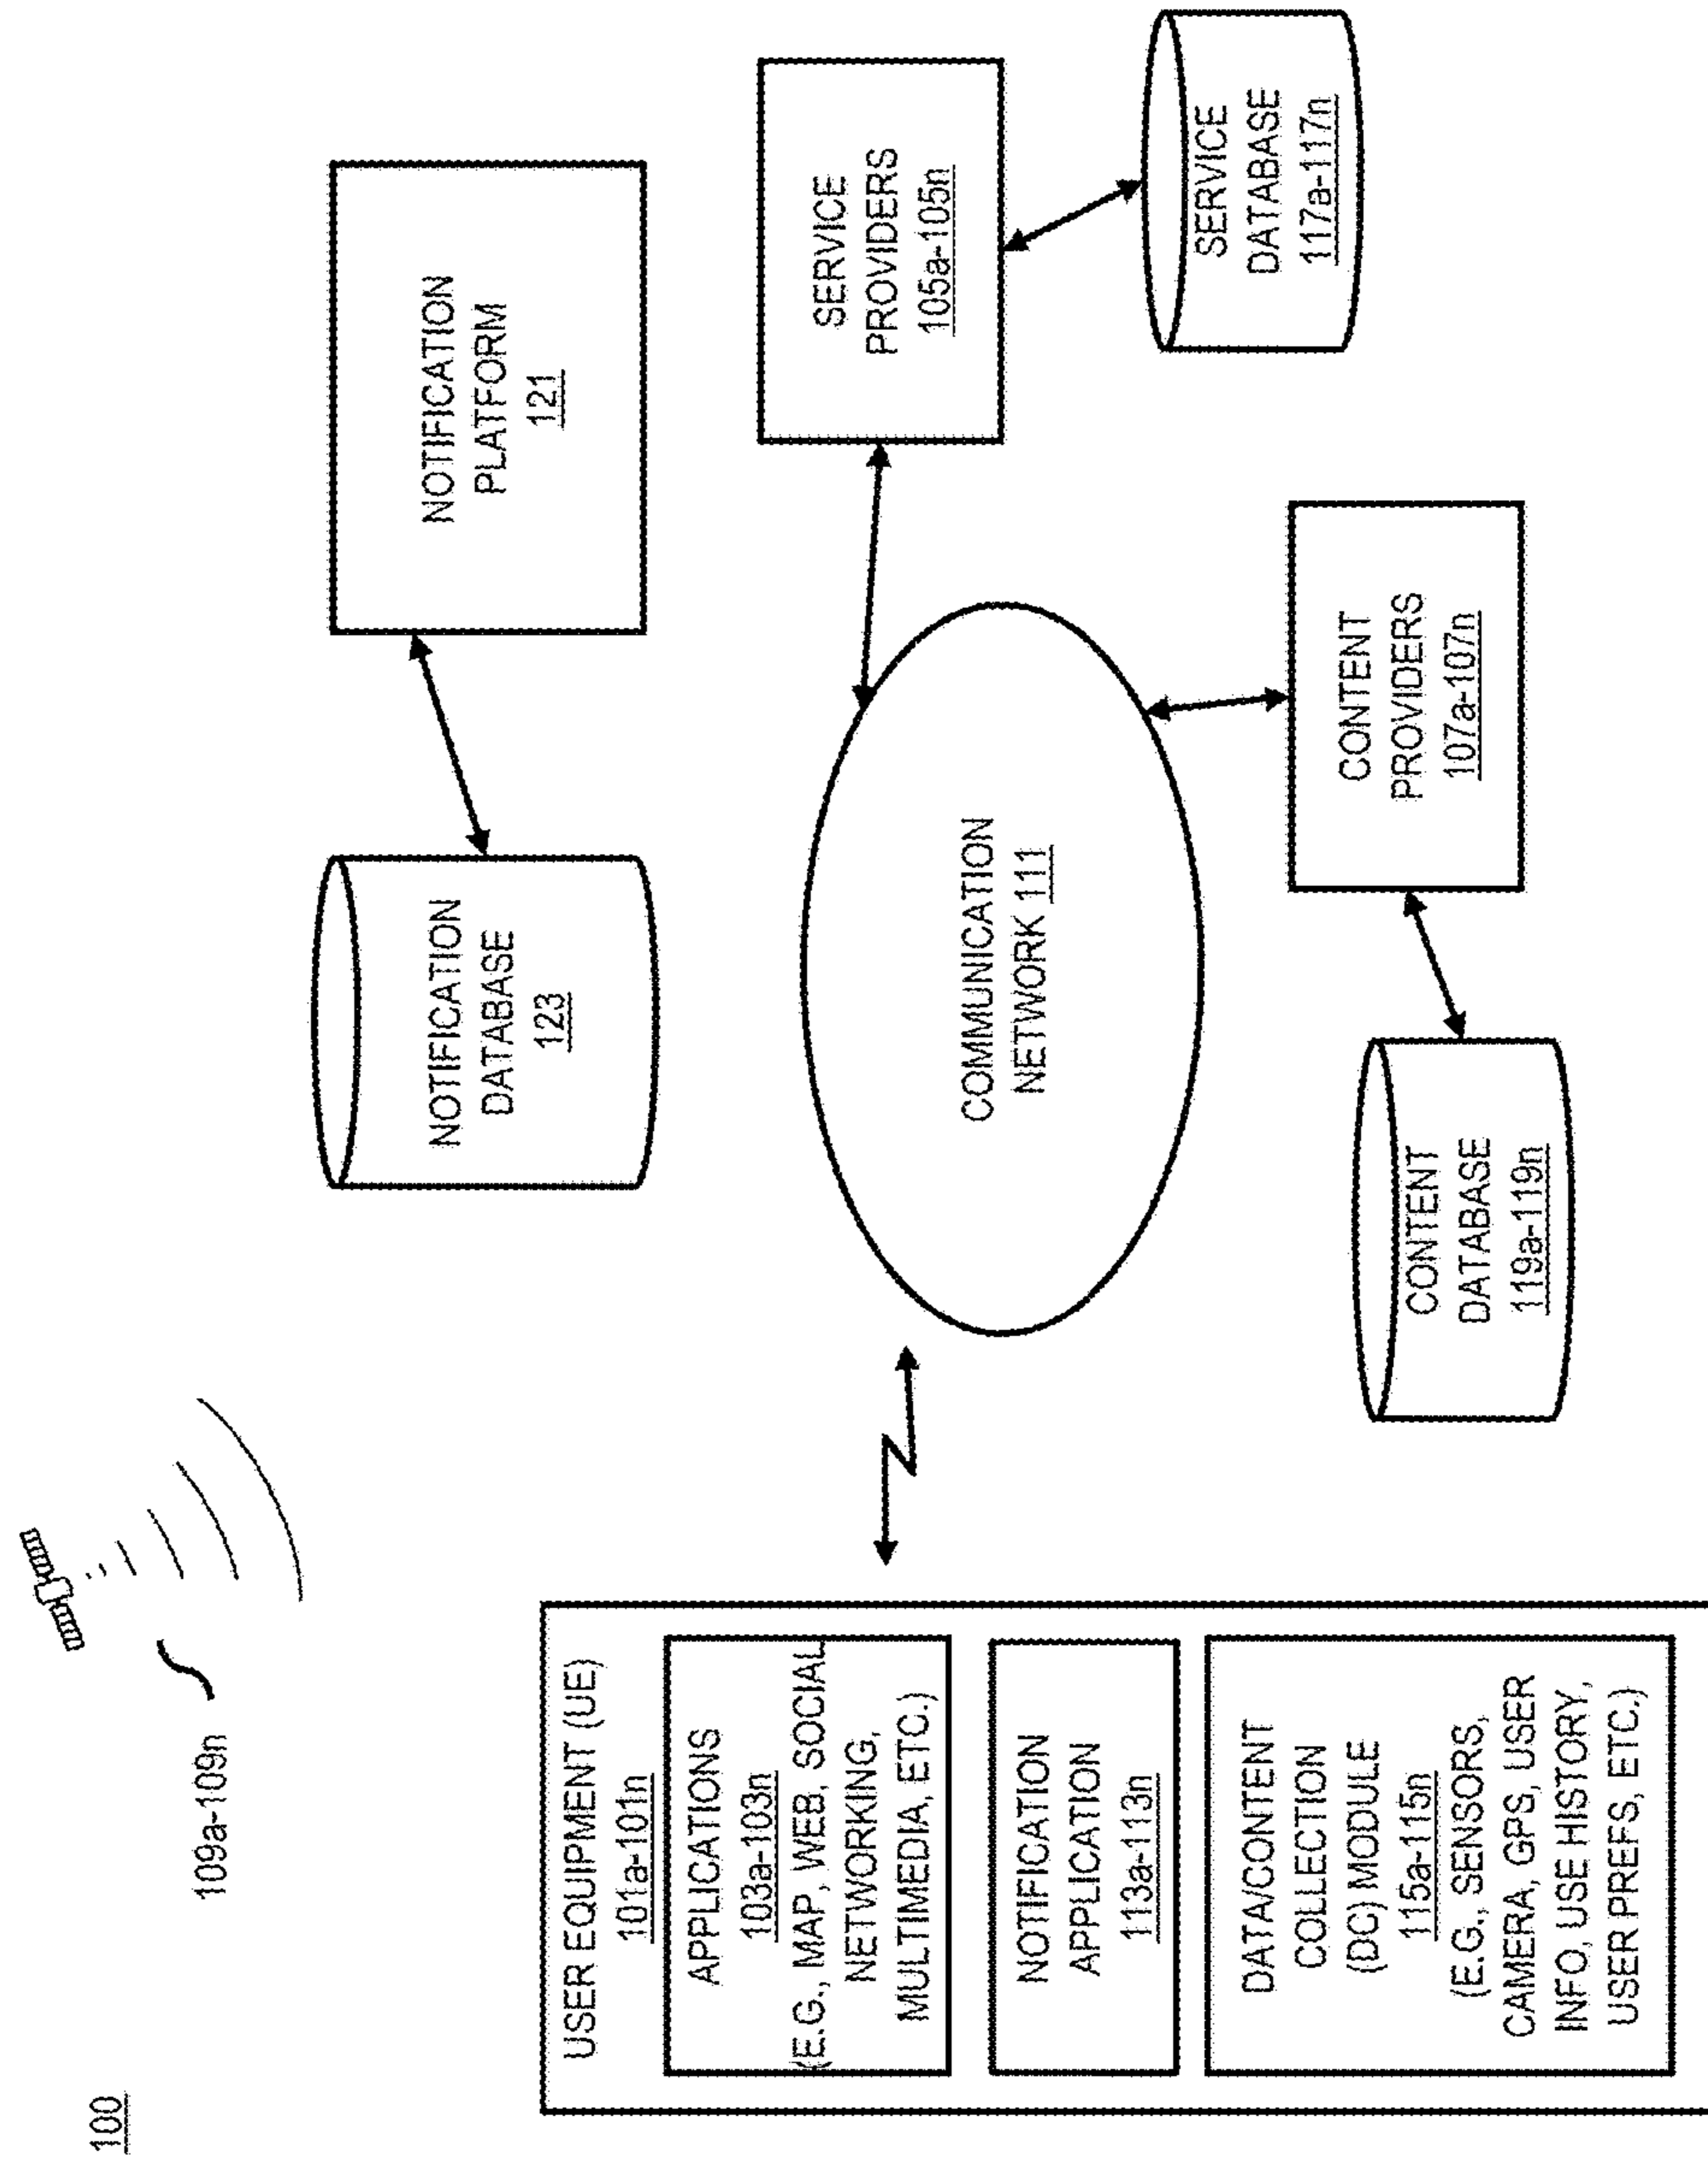 100
109a-109n
USER EQUIPMENT (UE)
101a-101n
APPLICATIONS
103a-103n
(E.G., MAP, WEB, SOCIAL
NETWORKING,
MULTIMEDIA, ETC.)
NOTIFICATION
APPLICATION
113a-113n
DATA/CONTENT
COLLECTION
(DC) MODULE
115a-115n
(E.G., SENSORS,
CAMERA, GPS, USER
INFO, USE HISTORY,
USER PREFS, ETC.)
NOTIFICATION
DATABASE
123
NOTIFICATION
PLATFORM
121
COMMUNICATION
NETWORK 111
SERVICE
PROVIDERS
105a-105n
SERVICE
DATABASE
117a-117n
CONTENT
PROVIDERS
107a-107n
CONTENT
DATABASE
119a-119n